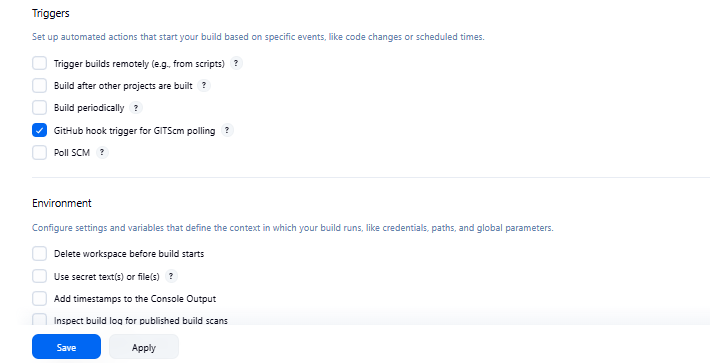 Triggers
Set up automated actions that start your build based on specific events, like code changes or scheduled times.
Trigger builds remotely (e.g., from scripts) ?
Build after other projects are built ?
Build periodically ?
GitHub hook trigger for GITScm polling ?
Poll SCM ?
Environment
Configure settings and variables that define the context in which your build runs, like credentials, paths, and global parameters.
Delete workspace before build starts
Use secret text(s) or file(s) ?
Add timestamps to the Console Output
Inspect build log for published build scans
Save Apply